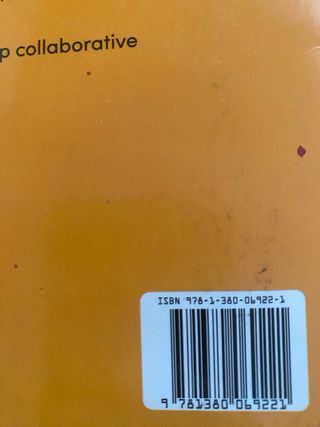 p collaborative
ISBN 978-1-380-06922-1
9 781380 069221